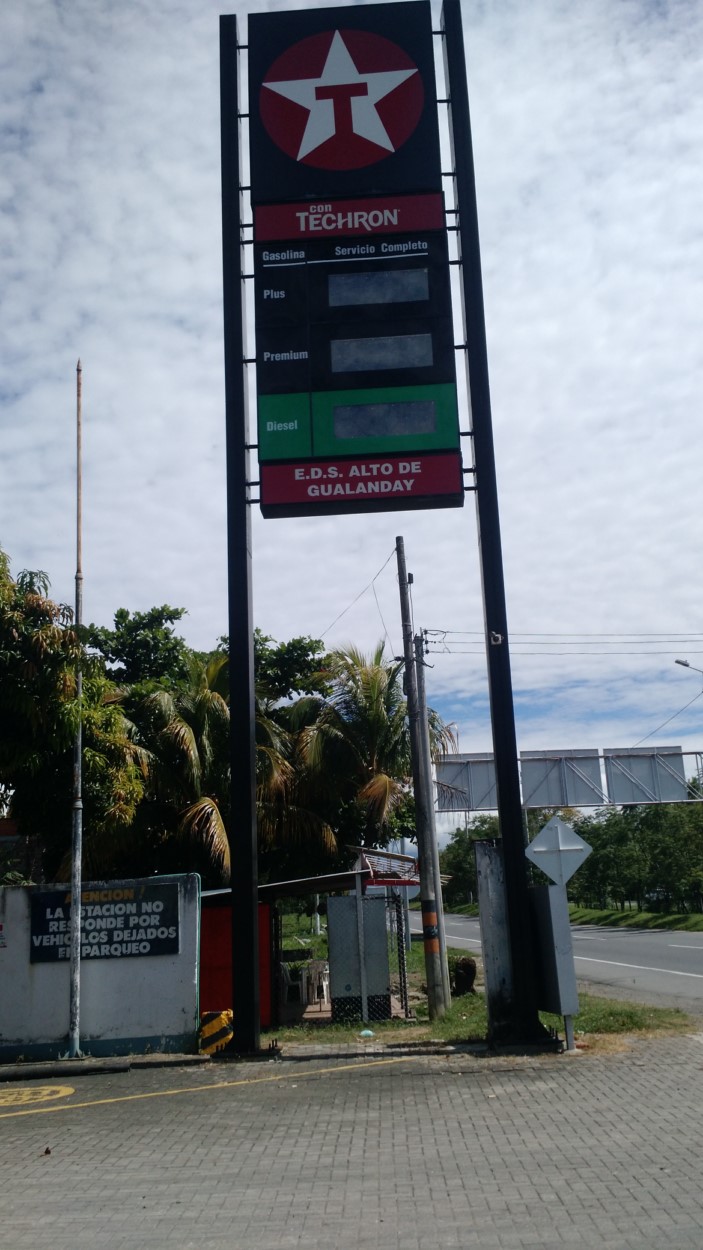 T
con
TECHRON
Gasolina Servicio Completo
Plus
Premium
Diesel
E.D.S. ALTO DE
GUALANDAY
ATENCION !
LA ESTACION NO
RESPONDE POR
VEHICULOS DEJADOS
EN PARQUEO